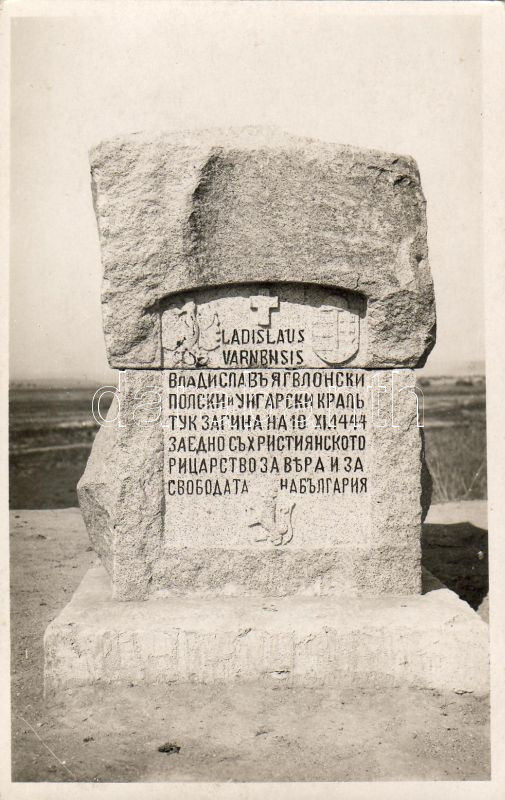 LADISLAUS
VARNENSIS
ВЛАДИСЛАВЪ ЯГЕЛОНСКИ
ПОЛСКИ И УНГАРСКИ КРАЛЬ
ТУК ЗАГИНА НА 10 XI 1444
ЗАЕДНО СЪ ХРИСТИЯНСКОТО
РИЦАРСТВО ЗА ВѢРА И ЗА
СВОБОДАТА НА БЪЛГАРИЯ